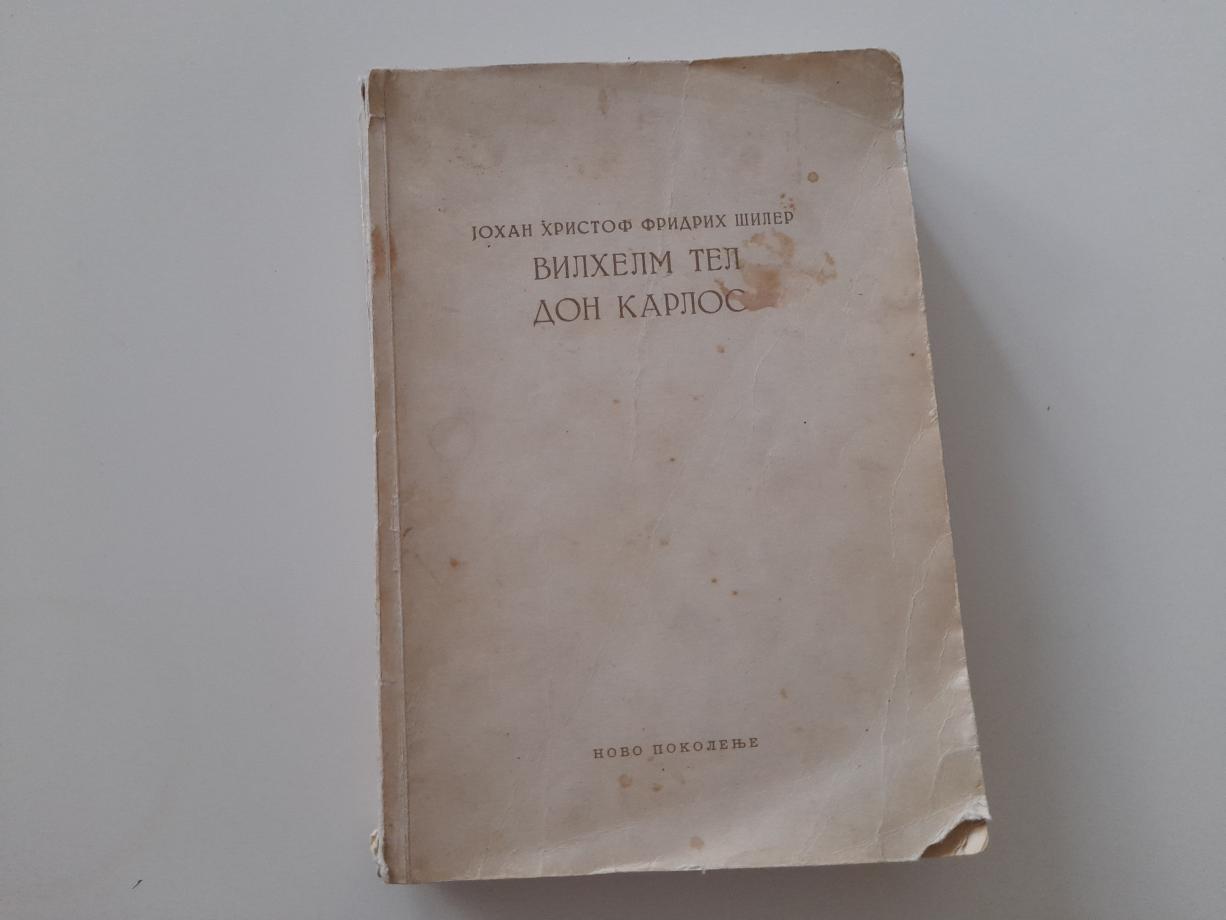 ЈОХАН ХРИСТОФ ФРИДРИХ ШИЛЕР
ВИЛХЕЛМ ТЕЛ
ДОН КАРЛОС
НОВО ПОКОЛЕЊЕ